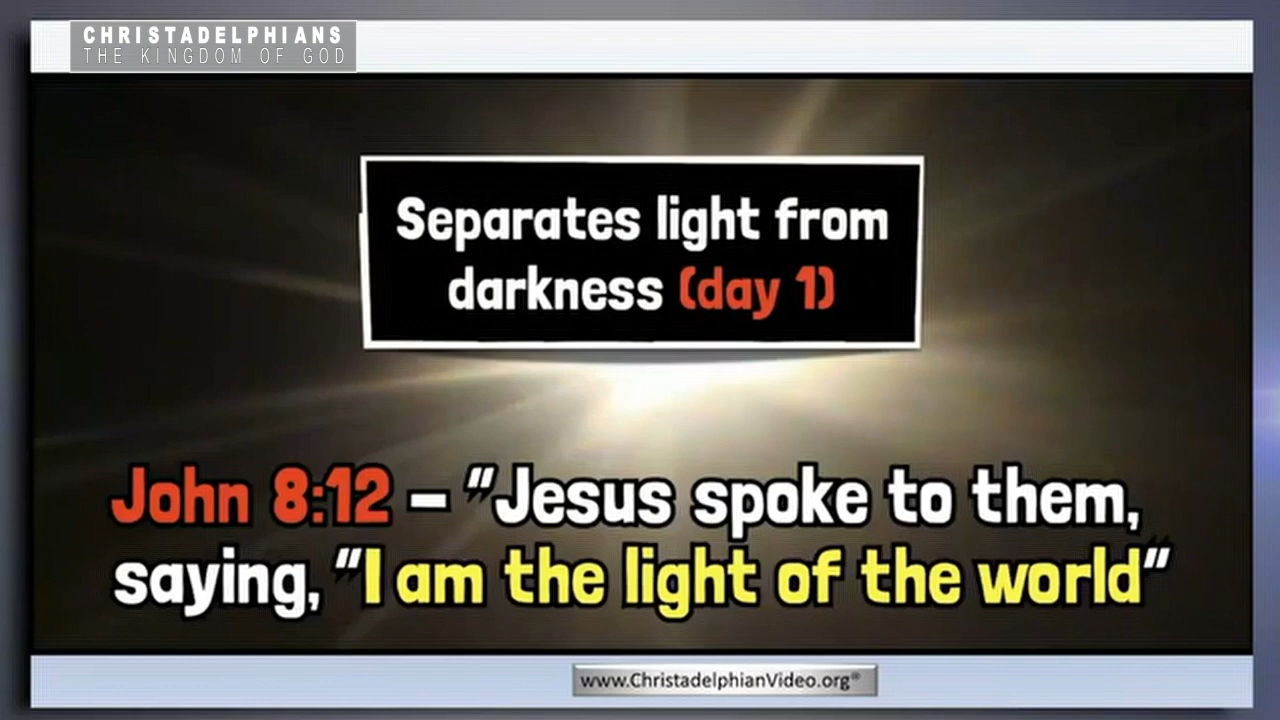 CHRISTADELPHIANS
THE KINGDOM OF GOD
Separates light from
darkness (day 1)
John 8:12 – "Jesus spoke to them,
saying, "I am the light of the world"
www.ChristadelphianVideo.org®